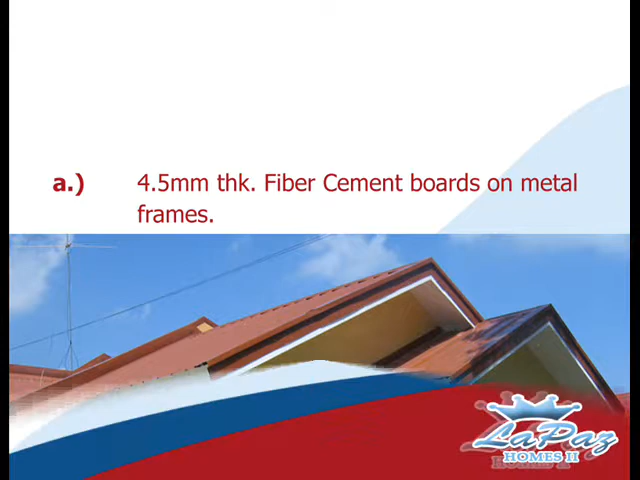 a.) 4.5mm thk. Fiber Cement boards on metal
frames.
LaPaz
HOMES II